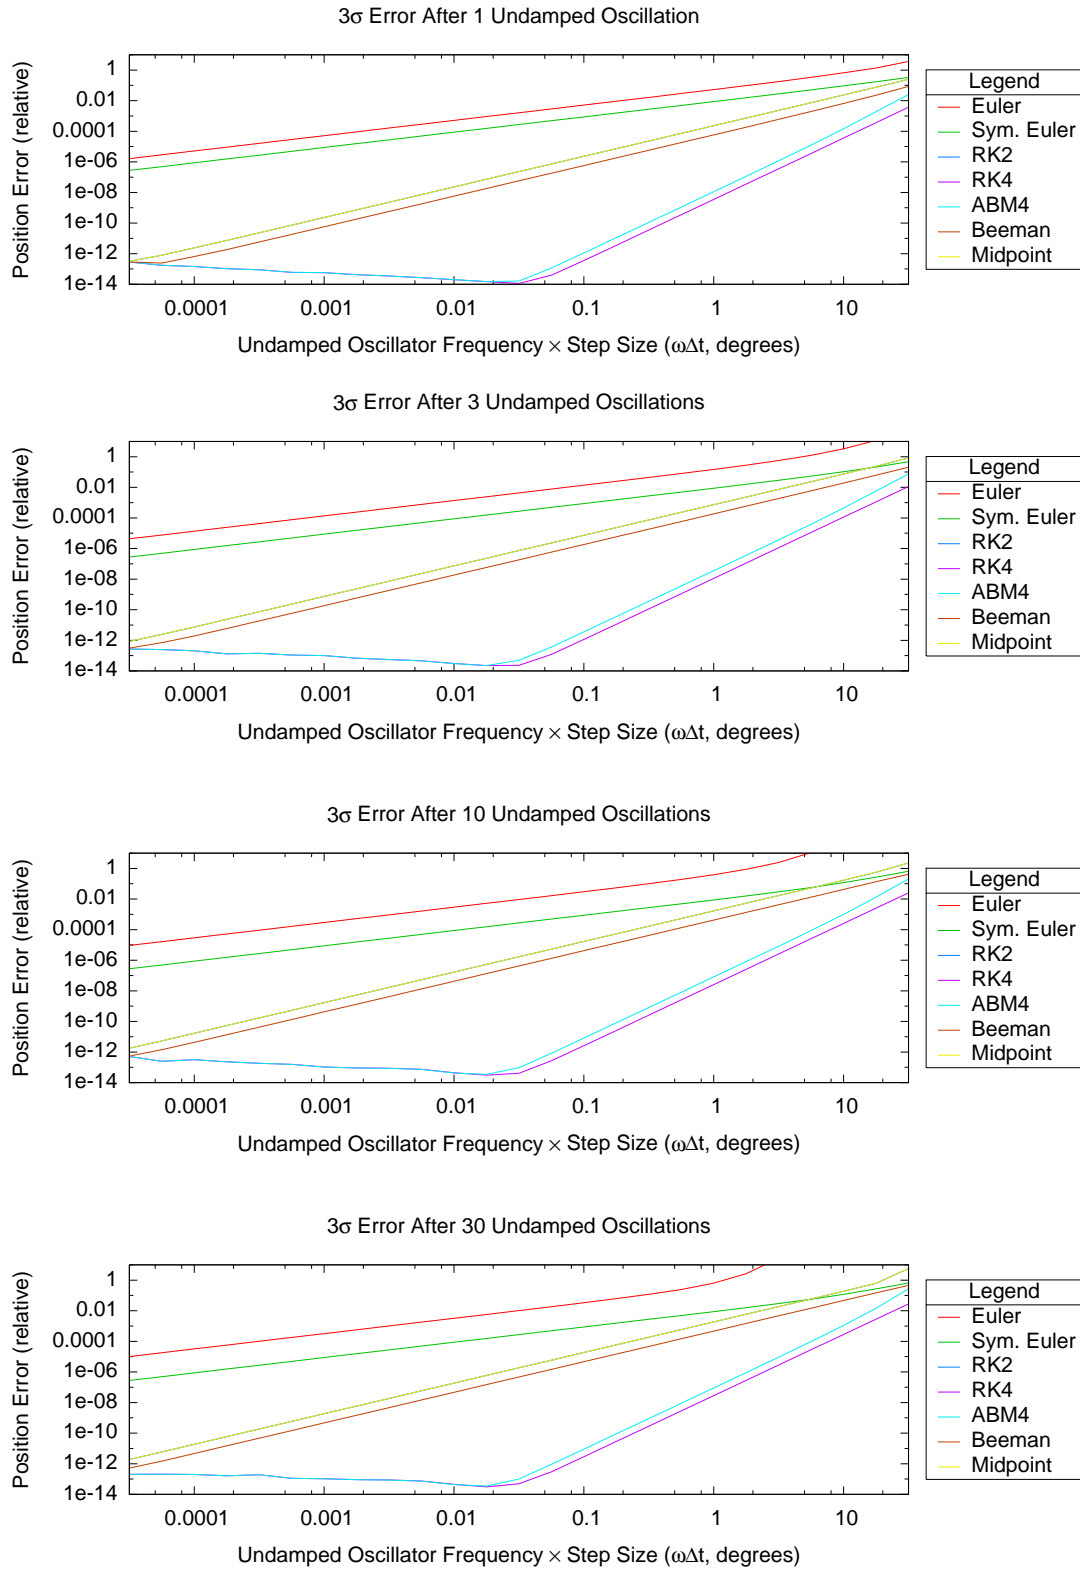 3σ Error After 1 Undamped Oscillation
Position Error (relative)
1
0.01
0.0001
1e-06
1e-08
1e-10
1e-12
1e-14
0.0001 0.001 0.01 0.1 1 10
Undamped Oscillator Frequency × Step Size (ωΔt, degrees)
Legend
Euler
Sym. Euler
RK2
RK4
ABM4
Beeman
Midpoint
3σ Error After 3 Undamped Oscillations
Position Error (relative)
1
0.01
0.0001
1e-06
1e-08
1e-10
1e-12
1e-14
0.0001 0.001 0.01 0.1 1 10
Undamped Oscillator Frequency × Step Size (ωΔt, degrees)
Legend
Euler
Sym. Euler
RK2
RK4
ABM4
Beeman
Midpoint
3σ Error After 10 Undamped Oscillations
Position Error (relative)
1
0.01
0.0001
1e-06
1e-08
1e-10
1e-12
1e-14
0.0001 0.001 0.01 0.1 1 10
Undamped Oscillator Frequency × Step Size (ωΔt, degrees)
Legend
Euler
Sym. Euler
RK2
RK4
ABM4
Beeman
Midpoint
3σ Error After 30 Undamped Oscillations
Position Error (relative)
1
0.01
0.0001
1e-06
1e-08
1e-10
1e-12
1e-14
0.0001 0.001 0.01 0.1 1 10
Undamped Oscillator Frequency × Step Size (ωΔt, degrees)
Legend
Euler
Sym. Euler
RK2
RK4
ABM4
Beeman
Midpoint